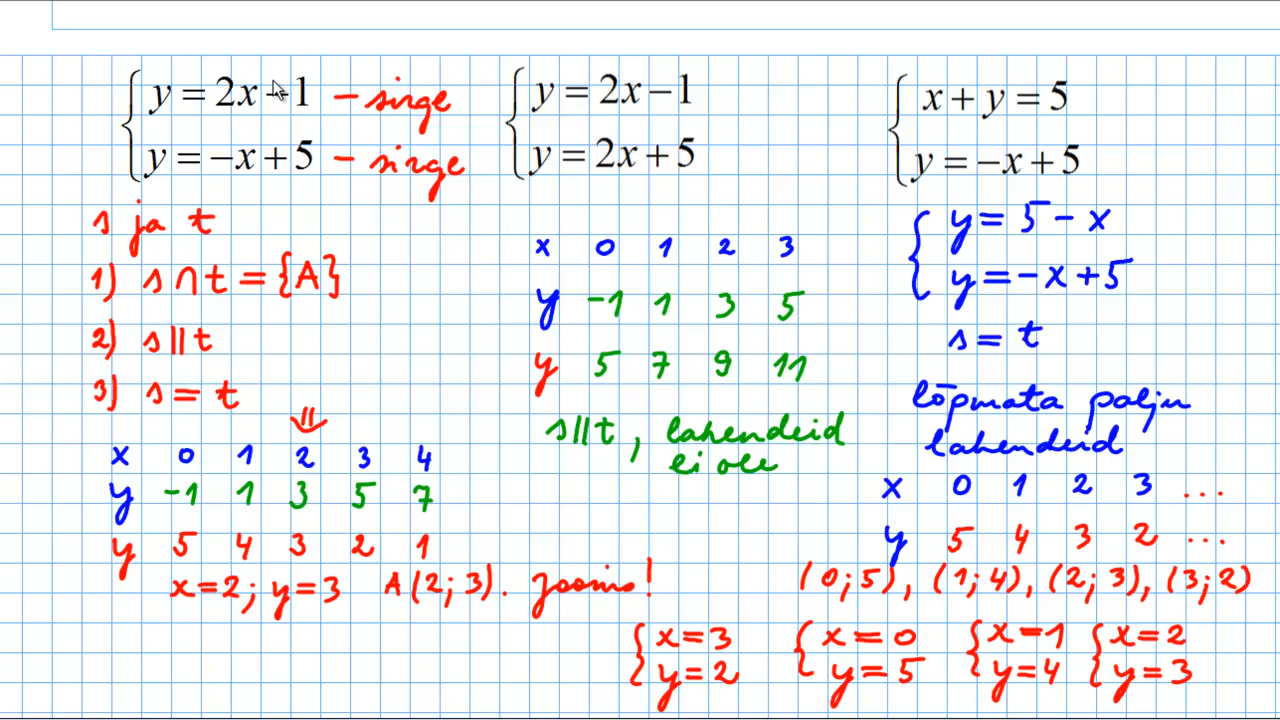 y = 2x - 1 – sirge
y = -x + 5 – sirge
s ja t
1) s ∩ t = {A}
2) s || t
3) s = t
⇓
x 0 1 2 3 4
y -1 1 3 5 7
y 5 4 3 2 1
x = 2; y = 3 A(2; 3). joonis!
y = 2x - 1
y = 2x + 5
x 0 1 2 3
y -1 1 3 5
y 5 7 9 11
s || t, lahendeid
ei ole
x + y = 5
y = -x + 5
y = 5 - x
y = -x + 5
s = t
lõpmata palju
lahendeid
x 0 1 2 3 ...
y 5 4 3 2 ...
(0; 5), (1; 4), (2; 3), (3; 2)
x = 3 x = 0 x = 1 x = 2
y = 2 y = 5 y = 4 y = 3